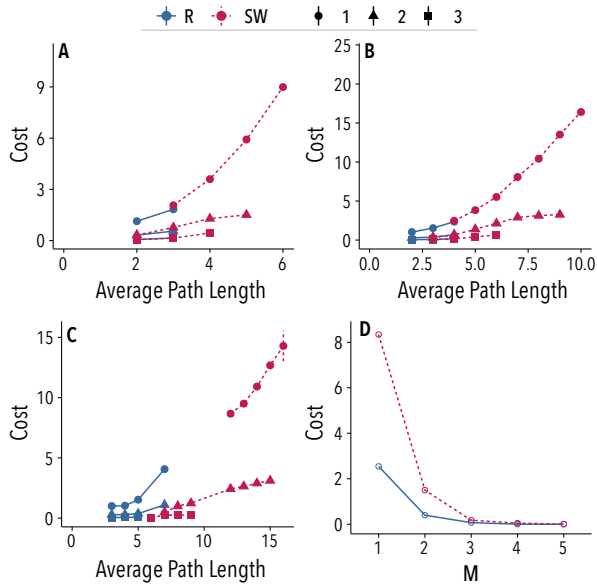 R SW 1 2 3
A
Cost
9
6
3
0
0 2 4 6
Average Path Length
B
Cost
25
20
15
10
5
0
0.0 2.5 5.0 7.5 10.0
Average Path Length
C
Cost
15
10
5
0
0 5 10 15
Average Path Length
D
Cost
8
6
4
2
0
1 2 3 4 5
M